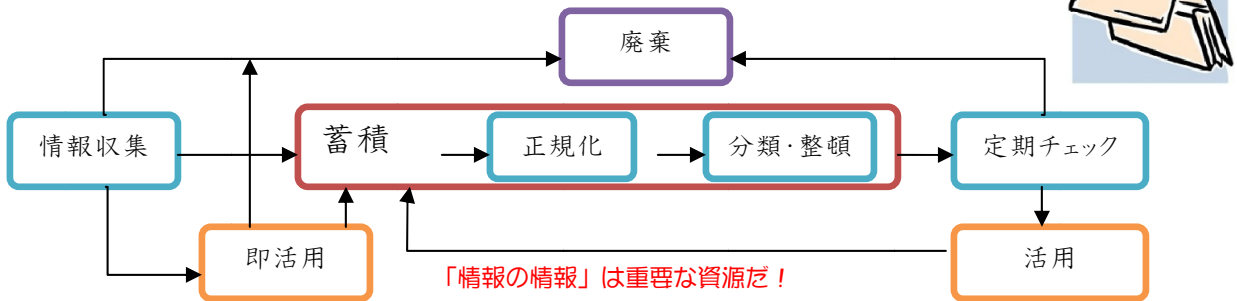 廃棄
情報収集
蓄積
正規化
分類・整頓
定期チェック
即活用
活用
「情報の情報」は重要な資源だ！